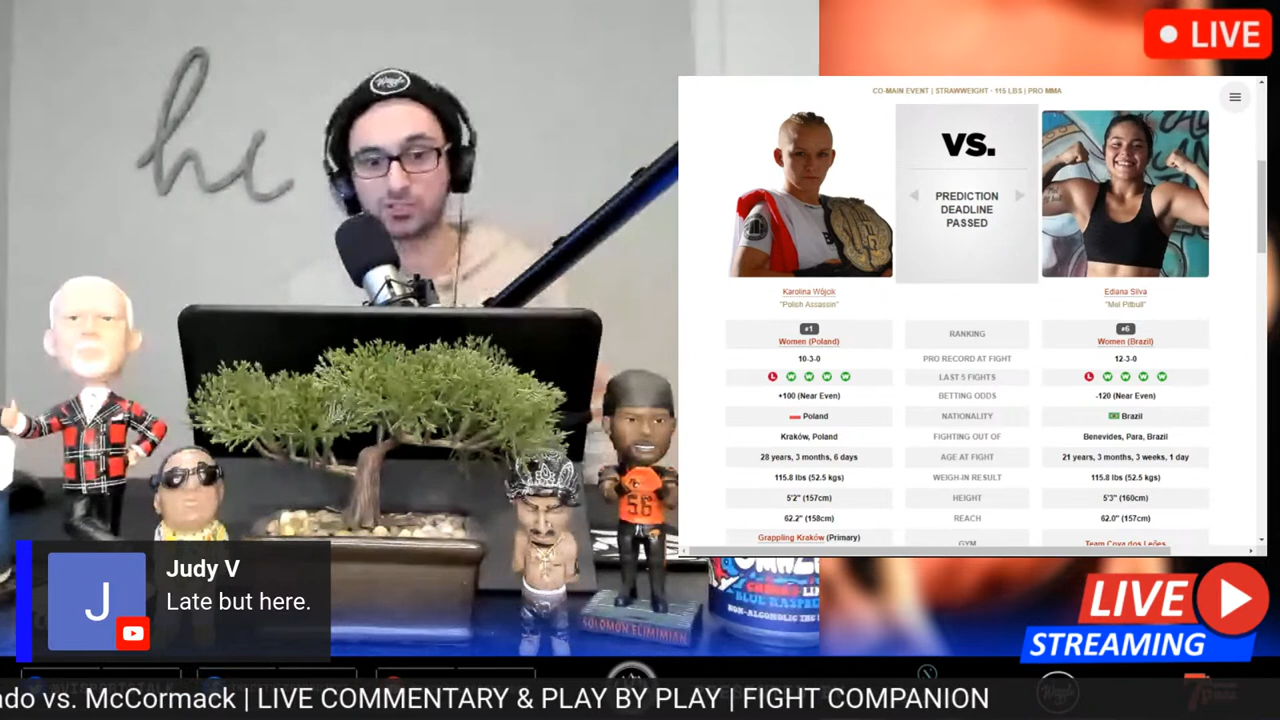 hi
LIVE
CO-MAIN EVENT | STRAWWEIGHT · 115 LBS | PRO MMA
VS.
PREDICTION
DEADLINE
PASSED
Karolina Wójcik
"Polish Assassin"
Ediana Silva
"Mel Pitbull"
#1
Women (Poland)
RANKING
#6
Women (Brazil)
10-3-0
PRO RECORD AT FIGHT
12-3-0
L W W W W
LAST 5 FIGHTS
L W W W W
+100 (Near Even)
BETTING ODDS
-120 (Near Even)
Poland
NATIONALITY
Brazil
Kraków, Poland
FIGHTING OUT OF
Benevides, Para, Brazil
28 years, 3 months, 6 days
AGE AT FIGHT
21 years, 3 months, 3 weeks, 1 day
115.8 lbs (52.5 kgs)
WEIGH-IN RESULT
115.8 lbs (52.5 kgs)
5'2" (157cm)
HEIGHT
5'3" (160cm)
62.2" (158cm)
REACH
62.0" (157cm)
Grappling Kraków (Primary)
GYM
Team Cova dos Leões
56
SOLOMON ELIMIMIAN
BLUE
NON-ALCOHOLIC
J
Judy V
Late but here.
LIVE
STREAMING
ado vs. McCormack | LIVE COMMENTARY & PLAY BY PLAY | FIGHT COMPANION